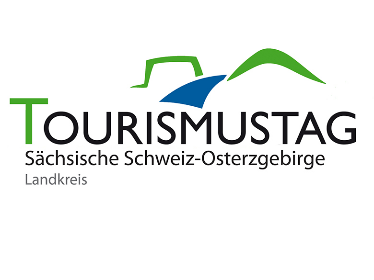 TOURISMUSTAG
Sächsische Schweiz-Osterzgebirge
Landkreis